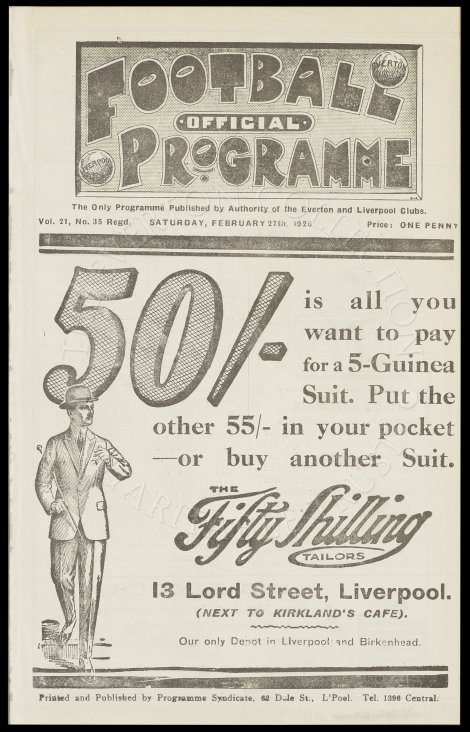 FOOTBALL
EVERTON
OFFICIAL
LIVERPOOL
PROGRAMME
The Only Programme Published by Authority of the Everton and Liverpool Clubs.
Vol. 21, No. 35 Regd. SATURDAY, FEBRUARY 27th, 1926 Price: ONE PENNY
50/-
is all you
want to pay
for a 5-Guinea
Suit. Put the
other 55/- in your pocket
—or buy another Suit.
THE
Fifty Shilling
TAILORS
13 Lord Street, Liverpool.
(NEXT TO KIRKLAND'S CAFE).
Our only Depot in Liverpool and Birkenhead.
Printed and Published by Programme Syndicate, 62 Dale St., L'Pool. Tel. 1396 Central.